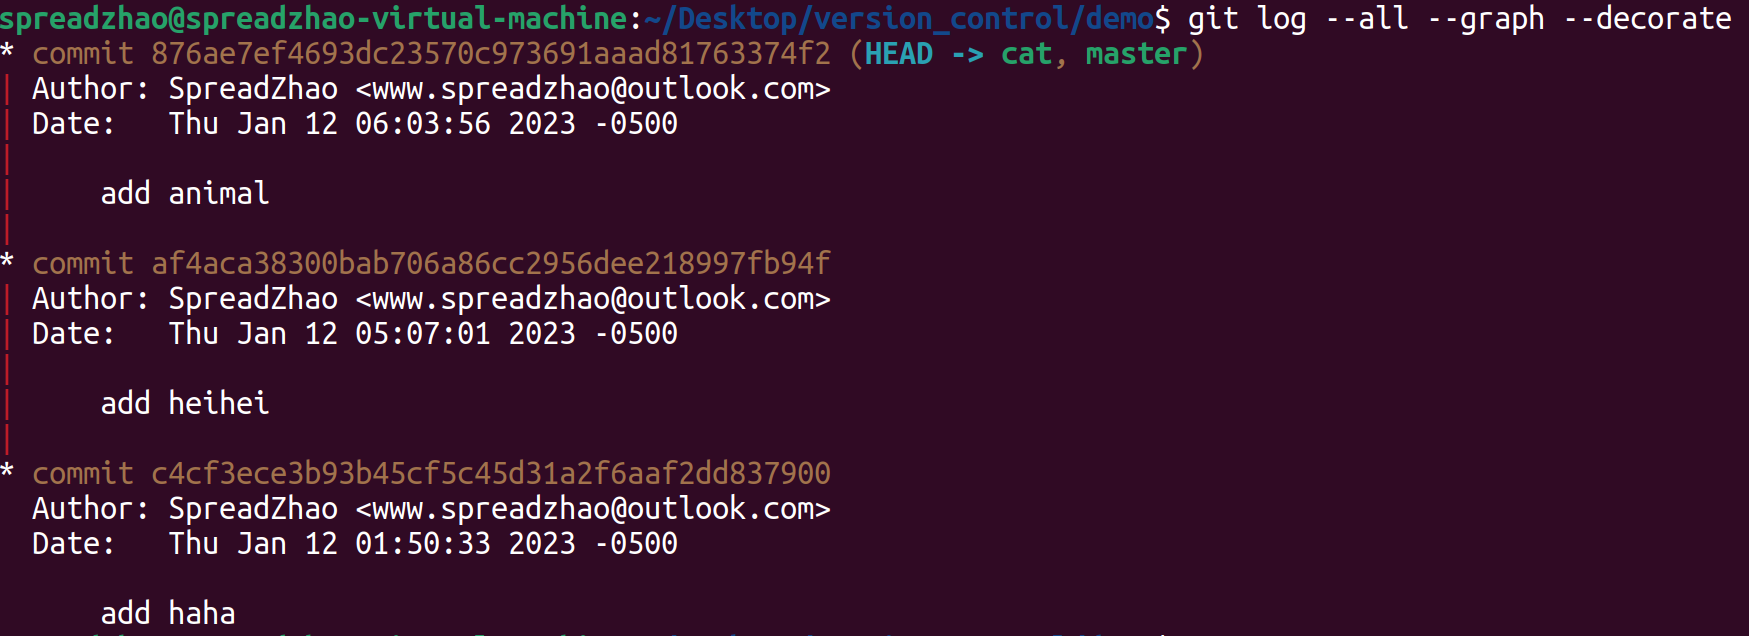 spreadzhao@spreadzhao-virtual-machine:~/Desktop/version_control/demo$ git log --all --graph --decorate
* commit 876ae7ef4693dc23570c973691aaad81763374f2 (HEAD -> cat, master)
| Author: SpreadZhao <www.spreadzhao@outlook.com>
| Date:   Thu Jan 12 06:03:56 2023 -0500
|
|     add animal
|
* commit af4aca38300bab706a86cc2956dee218997fb94f
| Author: SpreadZhao <www.spreadzhao@outlook.com>
| Date:   Thu Jan 12 05:07:01 2023 -0500
|
|     add heihei
|
* commit c4cf3ece3b93b45cf5c45d31a2f6aaf2dd837900
  Author: SpreadZhao <www.spreadzhao@outlook.com>
  Date:   Thu Jan 12 01:50:33 2023 -0500

      add haha